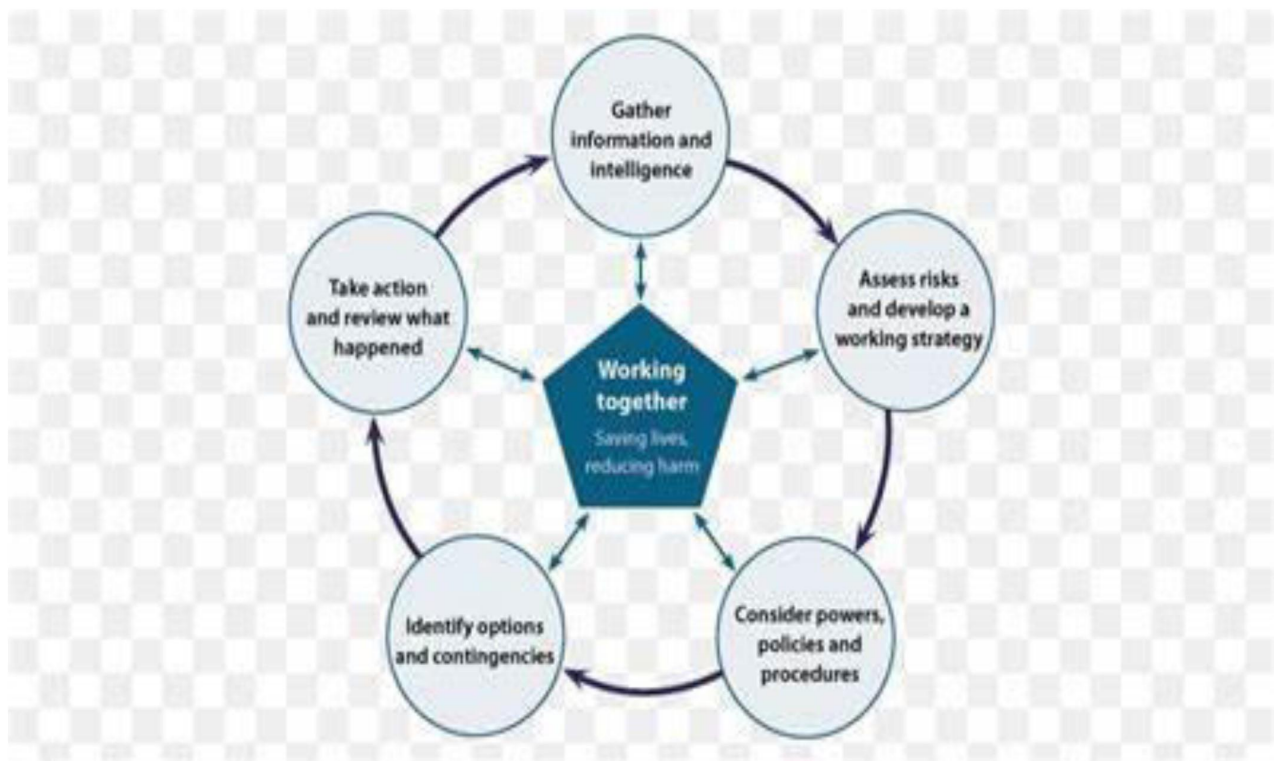 Gather
information and
intelligence
Assess risks
and develop a
working strategy
Consider powers,
policies and
procedures
Identify options
and contingencies
Take action
and review what
happened
Working
together
Saving lives,
reducing harm